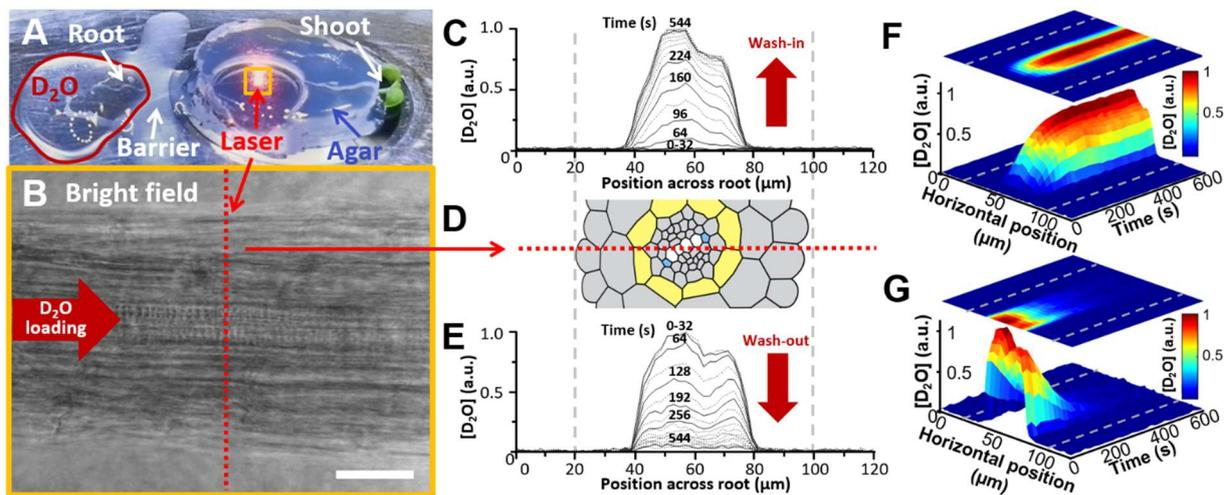 A
Root
Shoot
D₂O
Barrier
Laser
Agar
B
Bright field
D₂O
loading
C
[D₂O] (a.u.)
1.0
0.5
Time (s)
544
224
160
96
64
0-32
Wash-in
0
20
40
60
80
100
120
Position across root (µm)
D
E
[D₂O] (a.u.)
1.0
0.5
0
Time (s)
0-32
64
128
192
256
544
Wash-out
0
20
40
60
80
100
120
Position across root (µm)
F
[D₂O] (a.u.)
1
0.5
0
1
0.5
[D₂O] (a.u.)
0
50
100
0
200
400
600
Horizontal position
(µm)
Time (s)
G
[D₂O] (a.u.)
1
0.5
0
1
0.5
[D₂O] (a.u.)
0
50
100
0
200
400
600
Horizontal position
(µm)
Time (s)